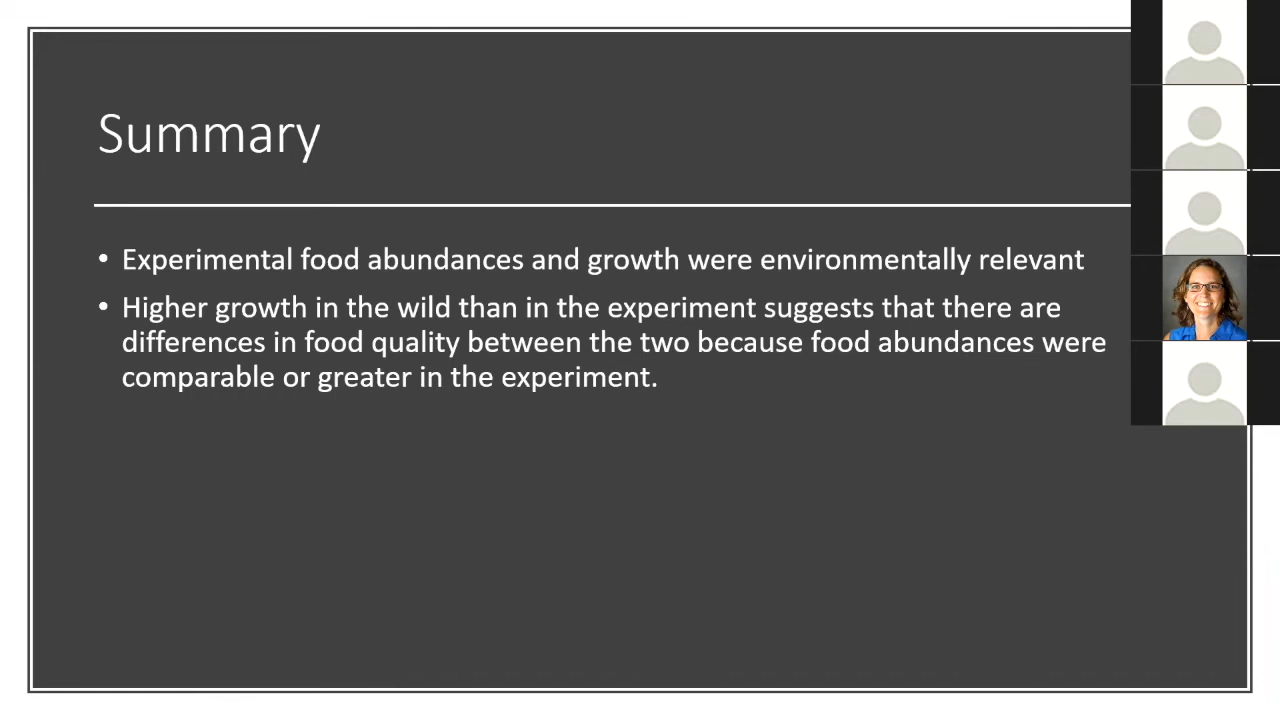 Summary
• Experimental food abundances and growth were environmentally relevant
• Higher growth in the wild than in the experiment suggests that there are
differences in food quality between the two because food abundances were
comparable or greater in the experiment.